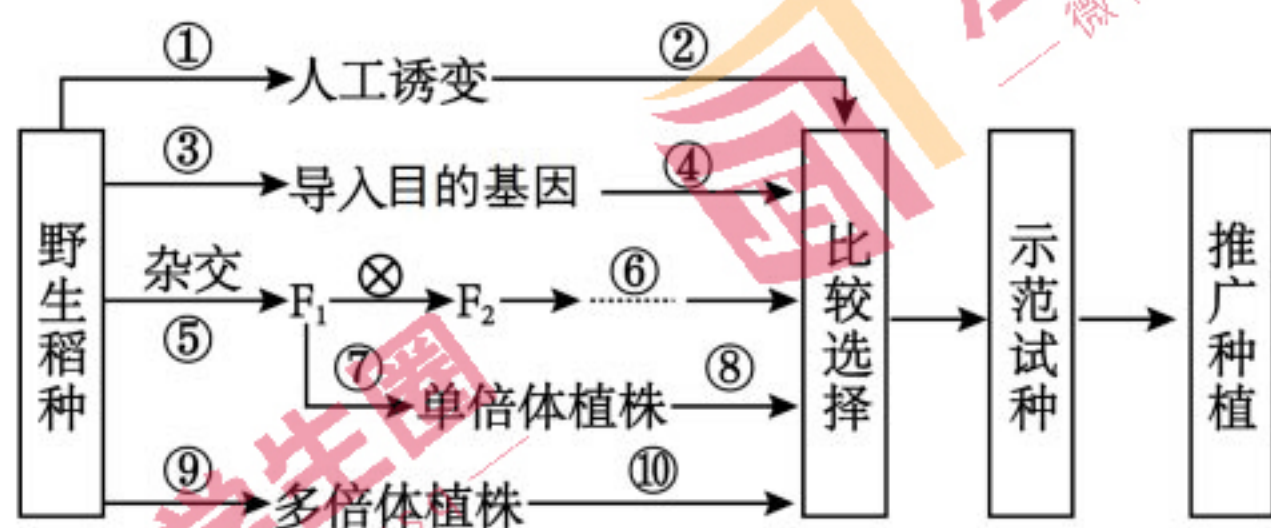 ① ②
人工诱变
③ ④
导入目的基因
杂交 ⊗ ⑥
F₁ F₂
⑤
⑦ ⑧
单倍体植株
⑨ ⑩
多倍体植株
野生稻种
比较选择
示范试种
推广种植